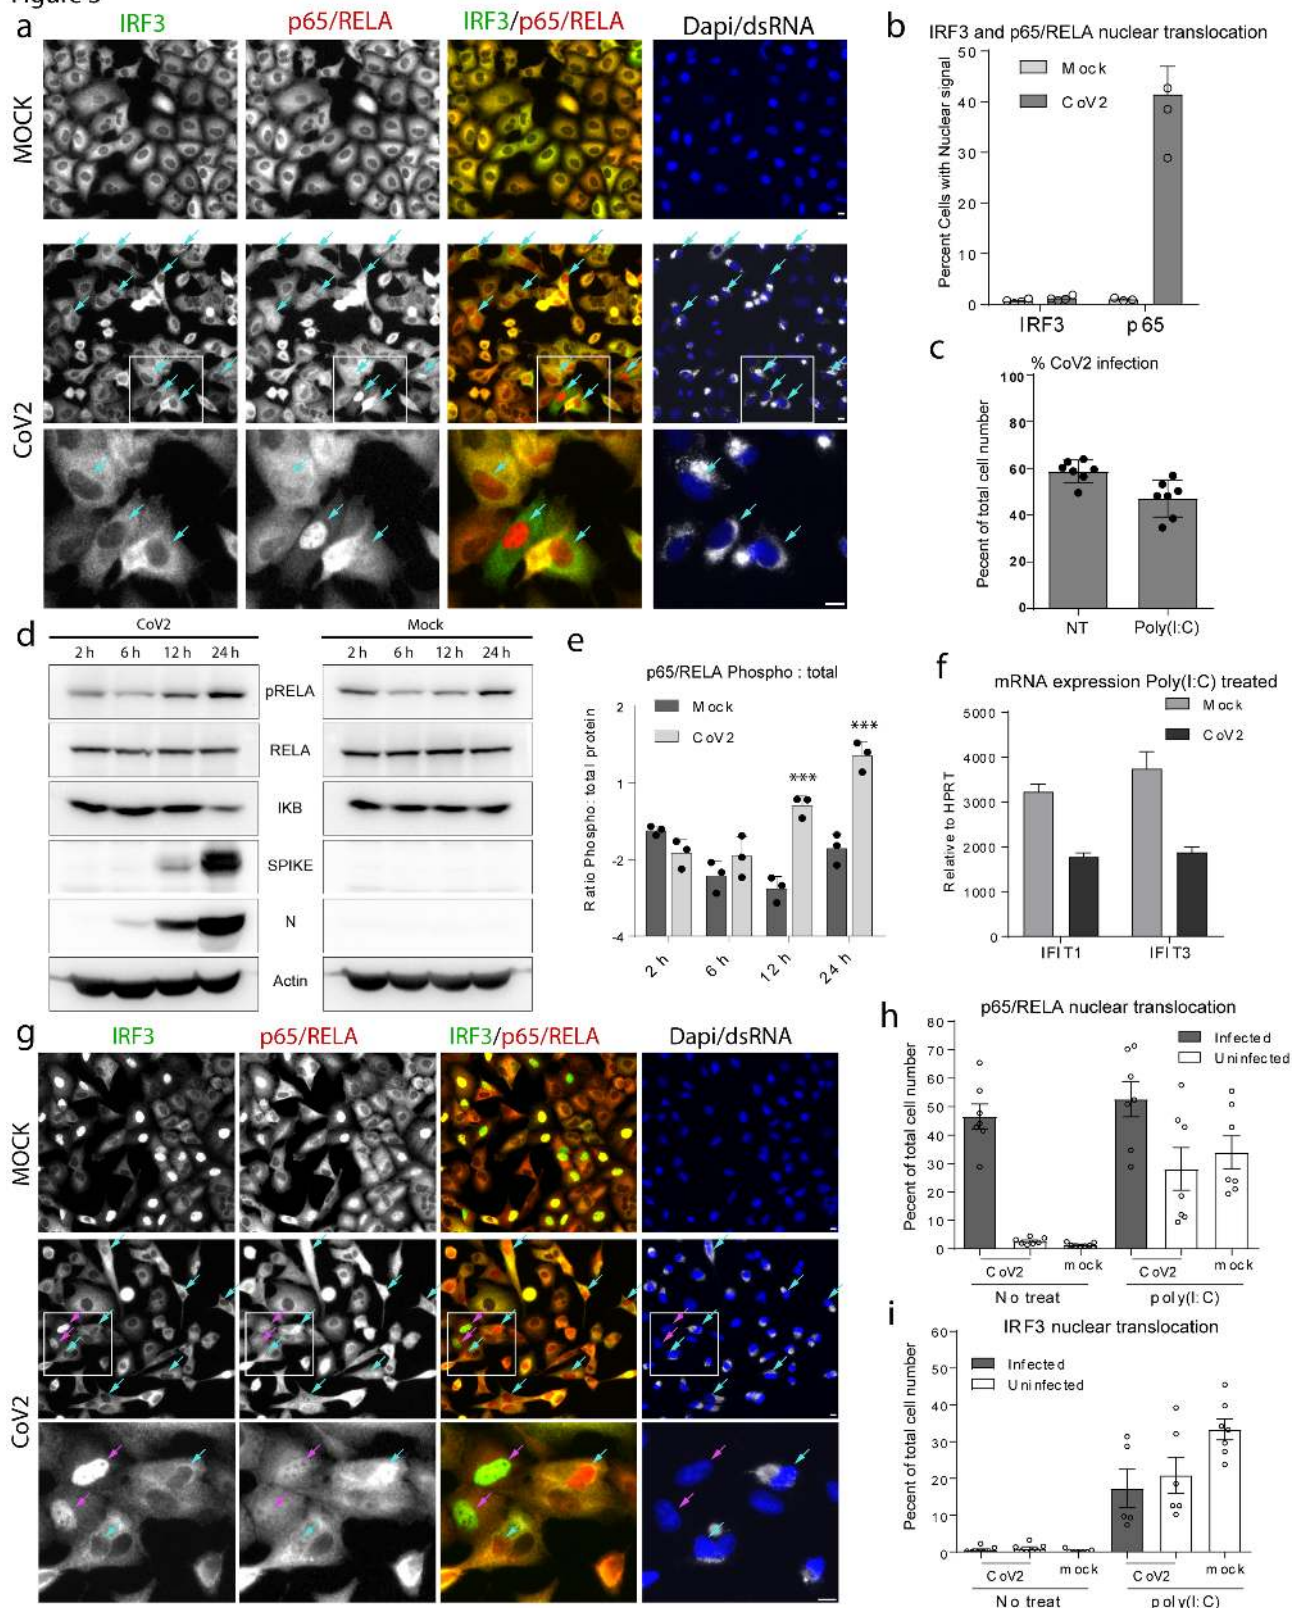 a
IRF3 p65/RELA IRF3/p65/RELA Dapi/dsRNA
MOCK
CoV2
b
IRF3 and p65/RELA nuclear translocation
Percent Cells with Nuclear signal
50
40
30
20
10
0
Mock
CoV2
IRF3 p65
c
% CoV2 infection
Pecent of total cell number
100
80
60
40
20
0
NT Poly(I:C)
d
CoV2 Mock
2 h 6 h 12 h 24 h 2 h 6 h 12 h 24 h
pRELA
RELA
IKB
SPIKE
N
Actin
e
p65/RELA Phospho : total
Ratio Phospho : total protein
2
1
-2
-4
Mock
CoV2
*** ***
2 h 6 h 12 h 24 h
f
mRNA expression Poly(I:C) treated
Mock
CoV2
Relative to HPRT
5000
4000
3000
2000
1000
0
IFIT1 IFIT3
g
IRF3 p65/RELA IRF3/p65/RELA Dapi/dsRNA
MOCK
CoV2
h
p65/RELA nuclear translocation
Infected
Uninfected
Pecent of total cell number
80
70
60
50
40
30
20
10
0
CoV2 mock CoV2 mock
No treat poly(I:C)
i
IRF3 nuclear translocation
Infected
Uninfected
Pecent of total cell number
60
40
30
20
10
0
CoV2 mock CoV2 mock
No treat poly(I:C)